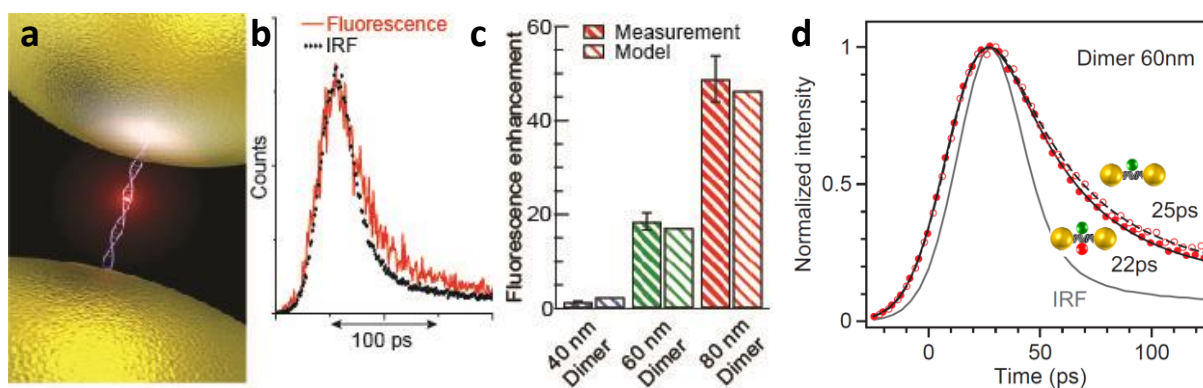 a
b
Fluorescence
IRF
Counts
100 ps
c
Fluorescence enhancement
60
40
20
0
Measurement
Model
40 nm
Dimer
60 nm
Dimer
80 nm
Dimer
d
Normalized intensity
1
0.5
0
Dimer 60nm
25ps
22ps
IRF
0
50
100
Time (ps)